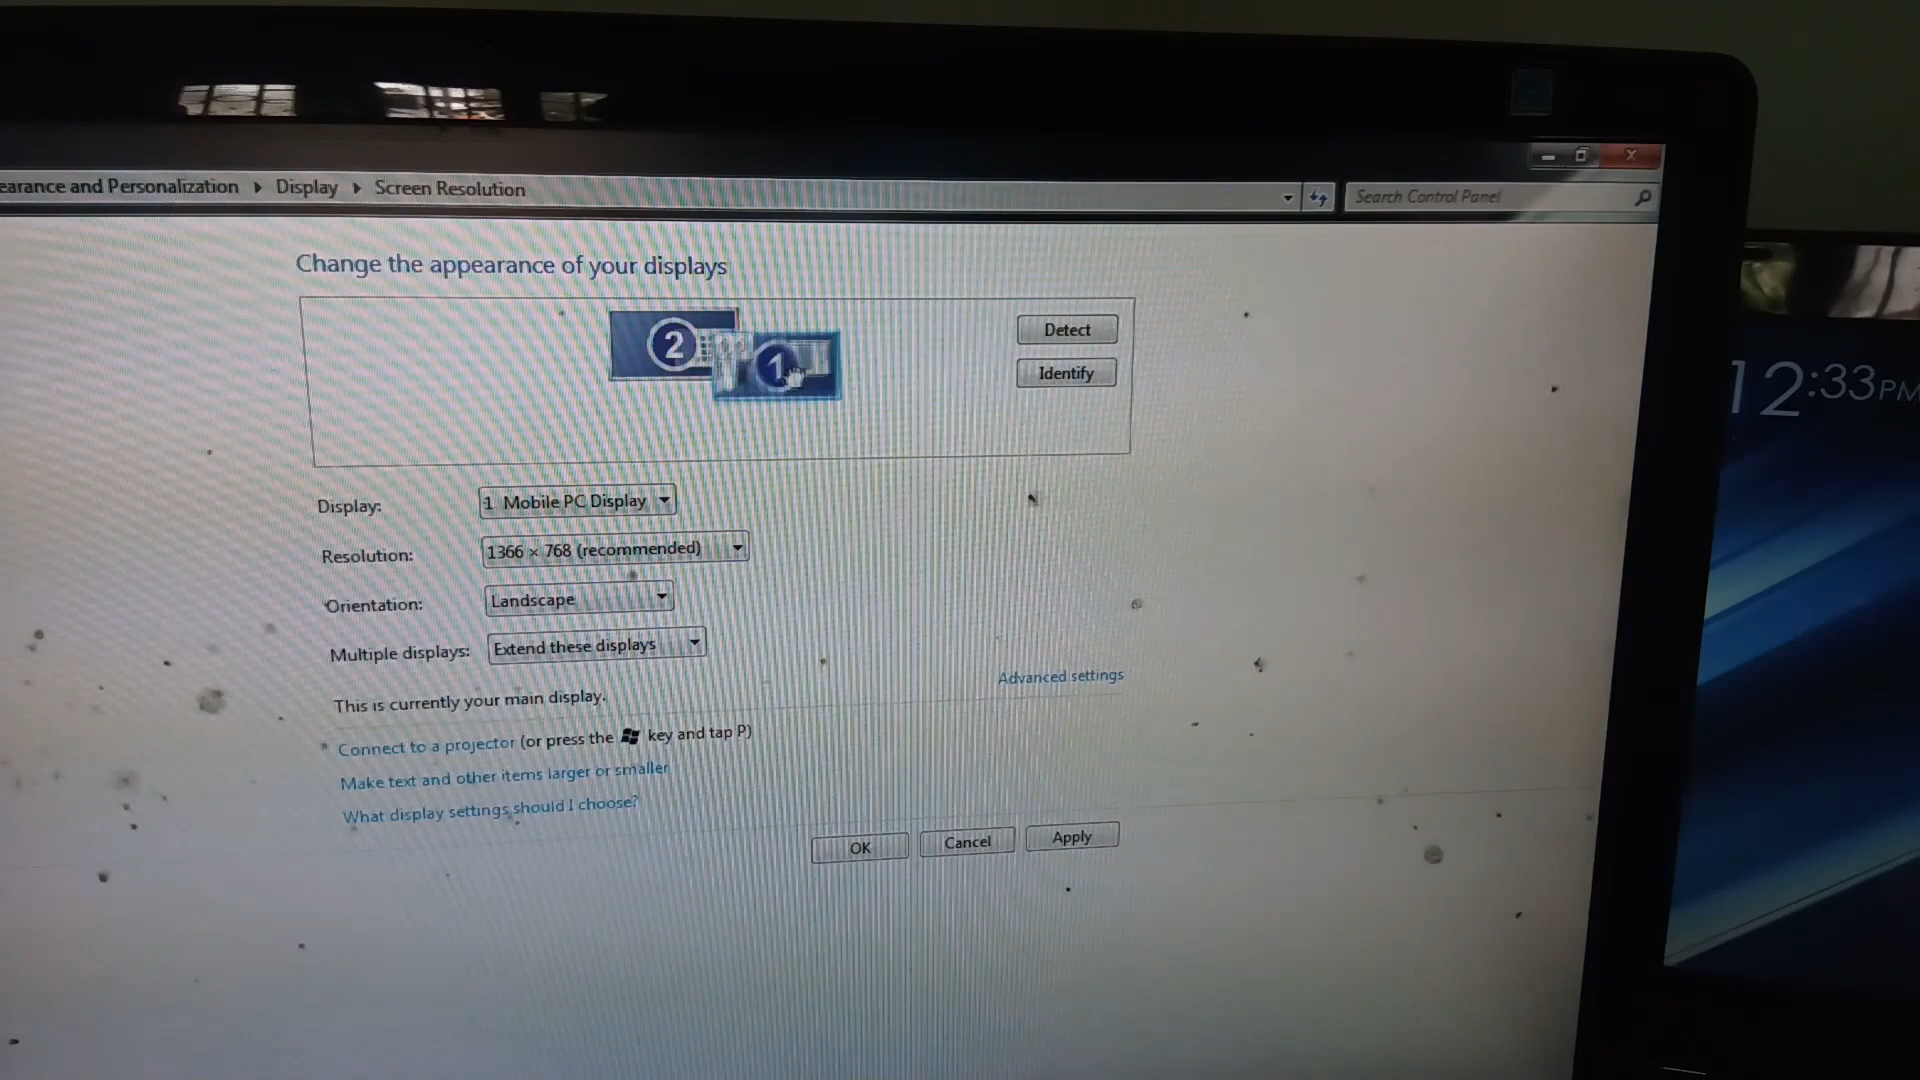 earance and Personalization ▸ Display ▸ Screen Resolution
Search Control Panel
Change the appearance of your displays
2
1
Detect
Identify
12:33PM
Display: 1. Mobile PC Display
Resolution: 1366 × 768 (recommended)
Orientation: Landscape
Multiple displays: Extend these displays
This is currently your main display.
Advanced settings
Connect to a projector (or press the key and tap P)
Make text and other items larger or smaller
What display settings should I choose?
OK
Cancel
Apply